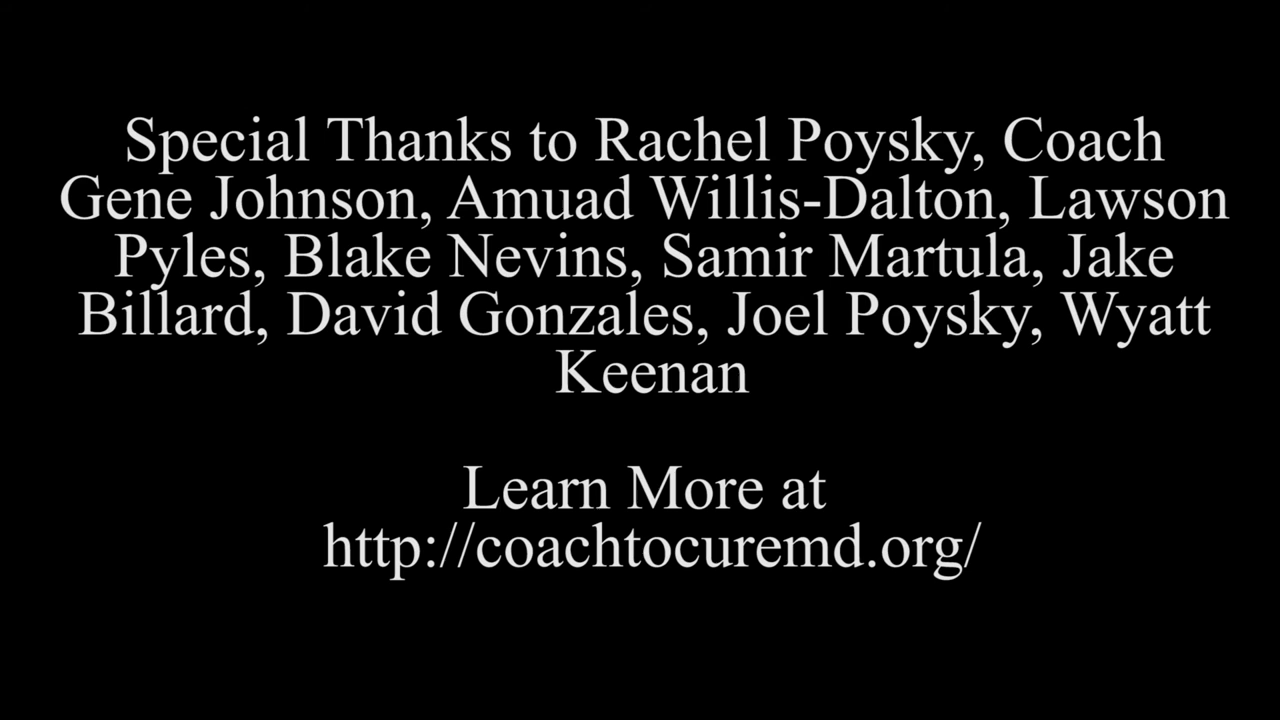 Special Thanks to Rachel Poysky, Coach
Gene Johnson, Amuad Willis-Dalton, Lawson
Pyles, Blake Nevins, Samir Martula, Jake
Billard, David Gonzales, Joel Poysky, Wyatt
Keenan
Learn More at
http://coachtocuremd.org/